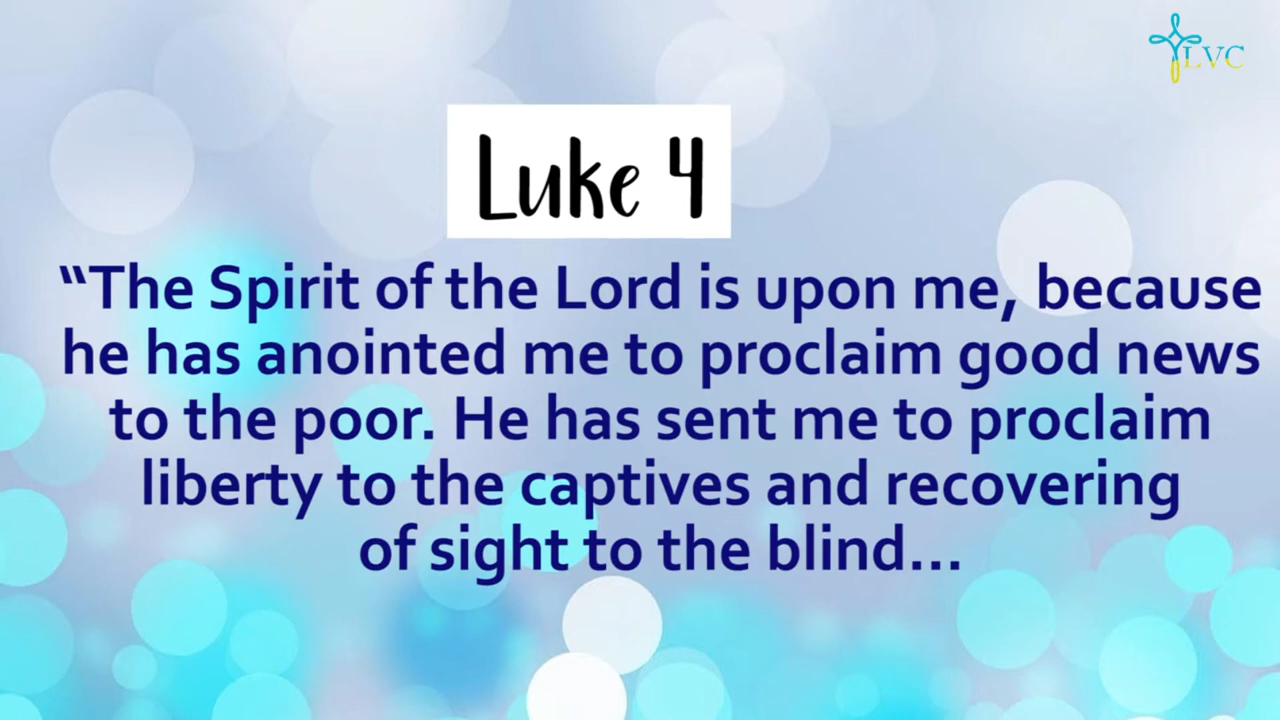 LVC
Luke 4
“The Spirit of the Lord is upon me, because
he has anointed me to proclaim good news
to the poor. He has sent me to proclaim
liberty to the captives and recovering
of sight to the blind...